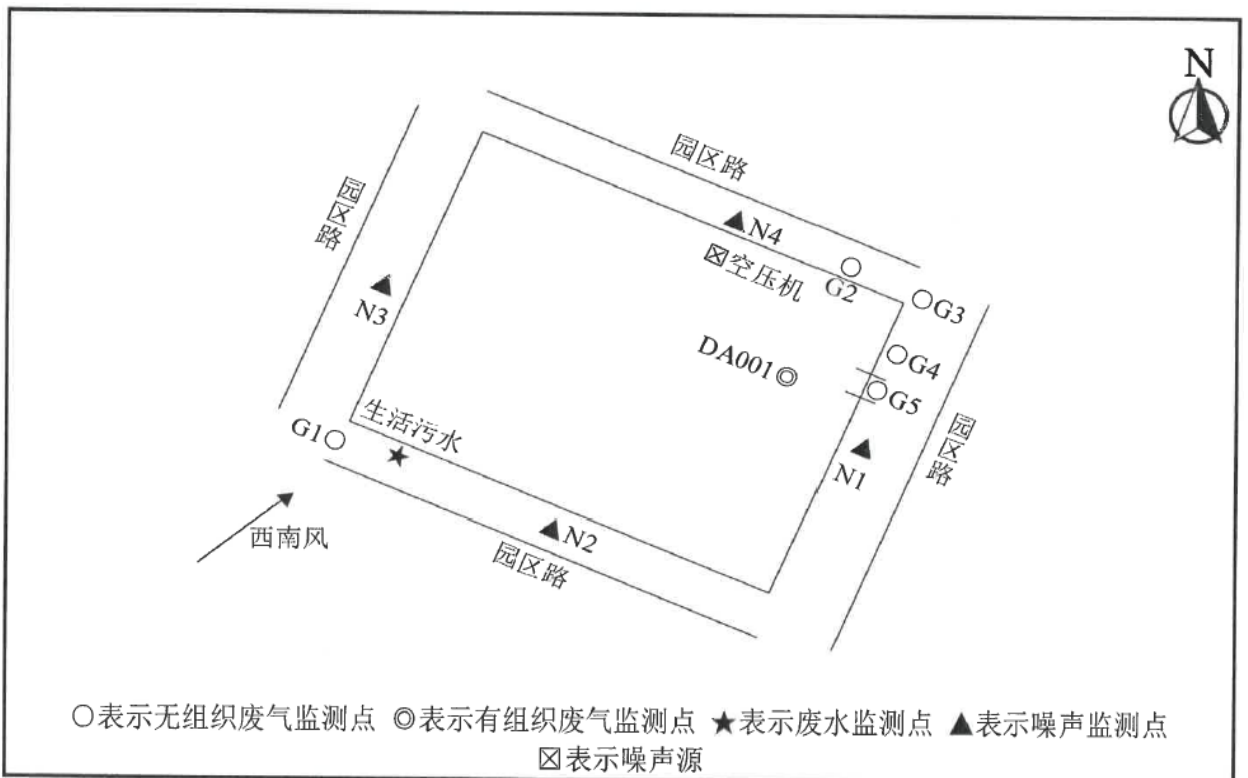 N
园区路
园区路
N4
空压机
G2
G3
N3
DA001
G4
G5
生活污水
G1
园区路
N1
西南风
N2
园区路
○表示无组织废气监测点 ◎表示有组织废气监测点 ★表示废水监测点 ▲表示噪声监测点
☒表示噪声源